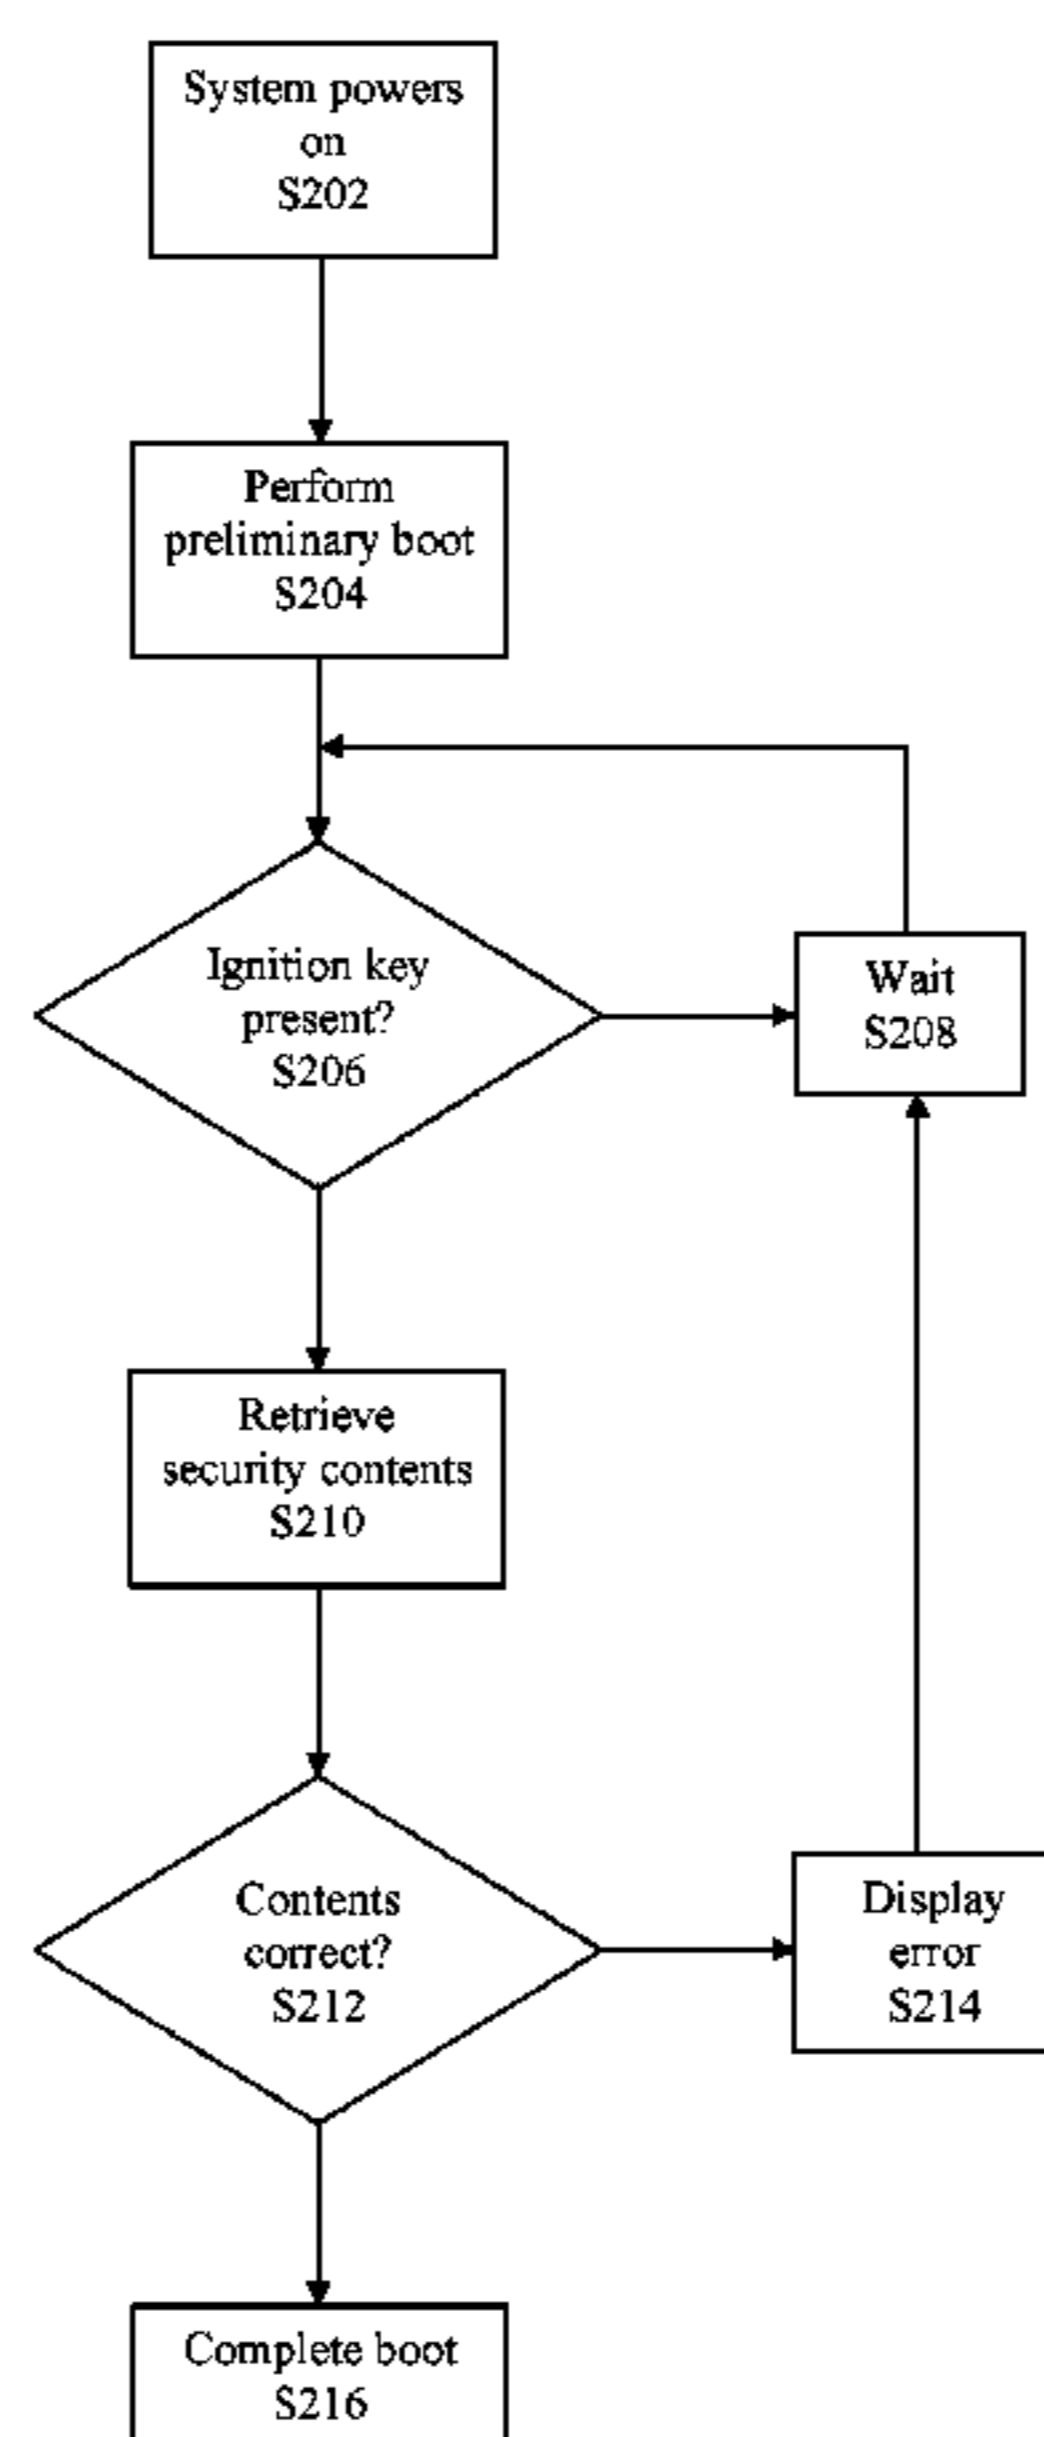 System powers
on
S202
Perform
preliminary boot
S204
Ignition key
present?
S206
Wait
S208
Retrieve
security contents
S210
Contents
correct?
S212
Display
error
S214
Complete boot
S216